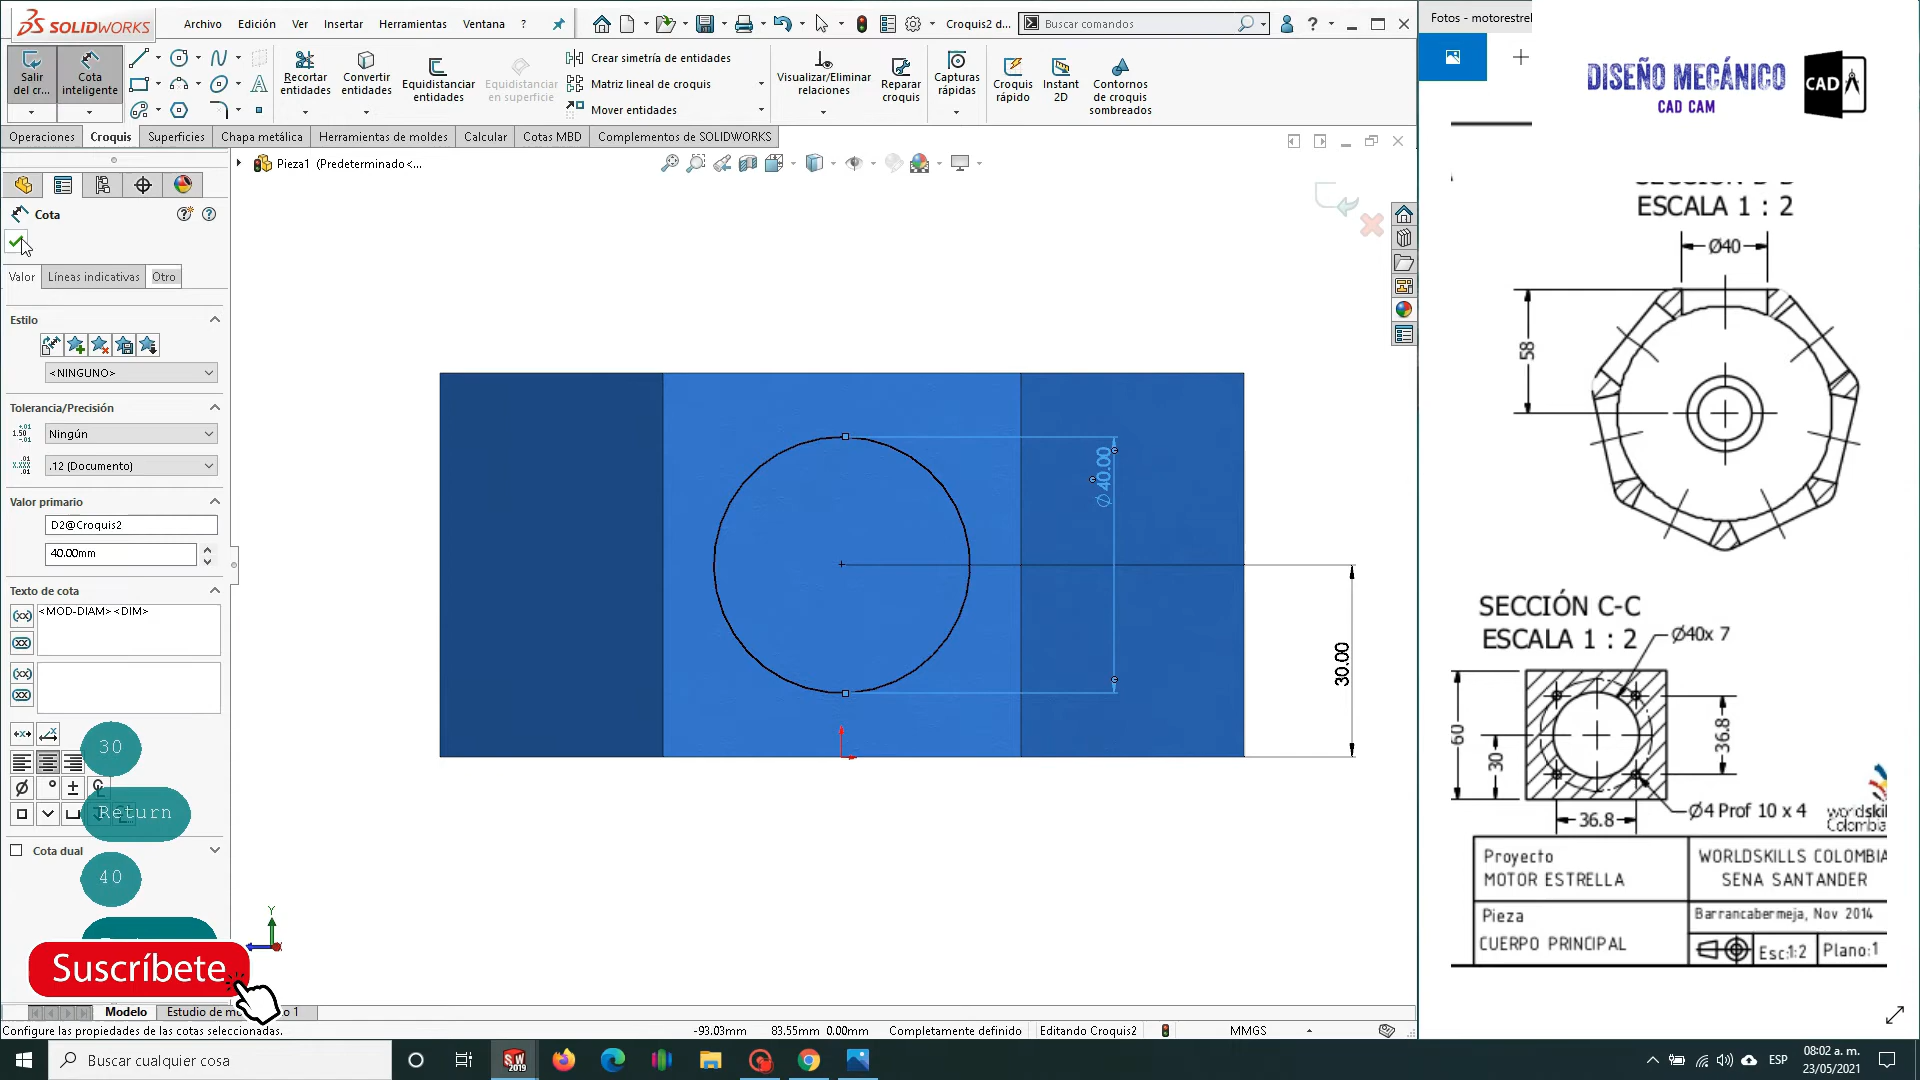 SOLIDWORKS
Archivo
Edición
Ver
Insertar
Herramientas
Ventana
?
Croquis2 d...
Buscar comandos
Fotos - motorestrel
Salir del cr...
Cota inteligente
Recortar entidades
Convertir entidades
Equidistanciar entidades
Equidistanciar en superficie
Crear simetría de entidades
Matriz lineal de croquis
Mover entidades
Visualizar/Eliminar relaciones
Reparar croquis
Capturas rápidas
Croquis rápido
Instant 2D
Contornos de croquis sombreados
Operaciones
Croquis
Superficies
Chapa metálica
Herramientas de moldes
Calcular
Cotas MBD
Complementos de SOLIDWORKS
Pieza1 (Predeterminado<...
Cota
Valor
Líneas indicativas
Otro
Estilo
<NINGUNO>
Tolerancia/Precisión
Ningún
.12 (Documento)
Valor primario
D2@Croquis2
40.00mm
Texto de cota
<MOD-DIAM><DIM>
30
Return
Cota dual
40
Suscríbete
Ø40.00
30.00
Y
Modelo
Estudio de mo
1
Configure las propiedades de las cotas seleccionadas.
-93.03mm
83.55mm
0.00mm
Completamente definido
Editando Croquis2
MMGS
DISEÑO MECÁNICO
CAD CAM
CAD
ESCALA 1 : 2
Ø40
58
SECCIÓN C-C
ESCALA 1 : 2
Ø40x 7
60
30
36.8
36.8
Ø4 Prof 10 x 4
worldskil
Colombia
Proyecto
MOTOR ESTRELLA
WORLDSKILLS COLOMBIA
SENA SANTANDER
Pieza
CUERPO PRINCIPAL
Barrancabermeja, Nov 2014
Esc:1:2
Plano:1
Buscar cualquier cosa
SW
2019
ESP
08:02 a. m.
23/05/2021